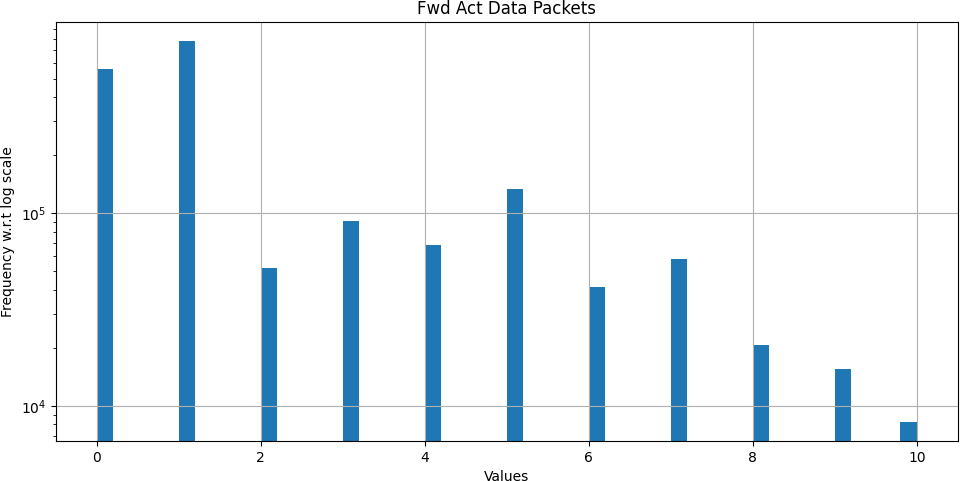 Fwd Act Data Packets
Frequency w.r.t log scale
10^5
10^4
0 2 4 6 8 10
Values